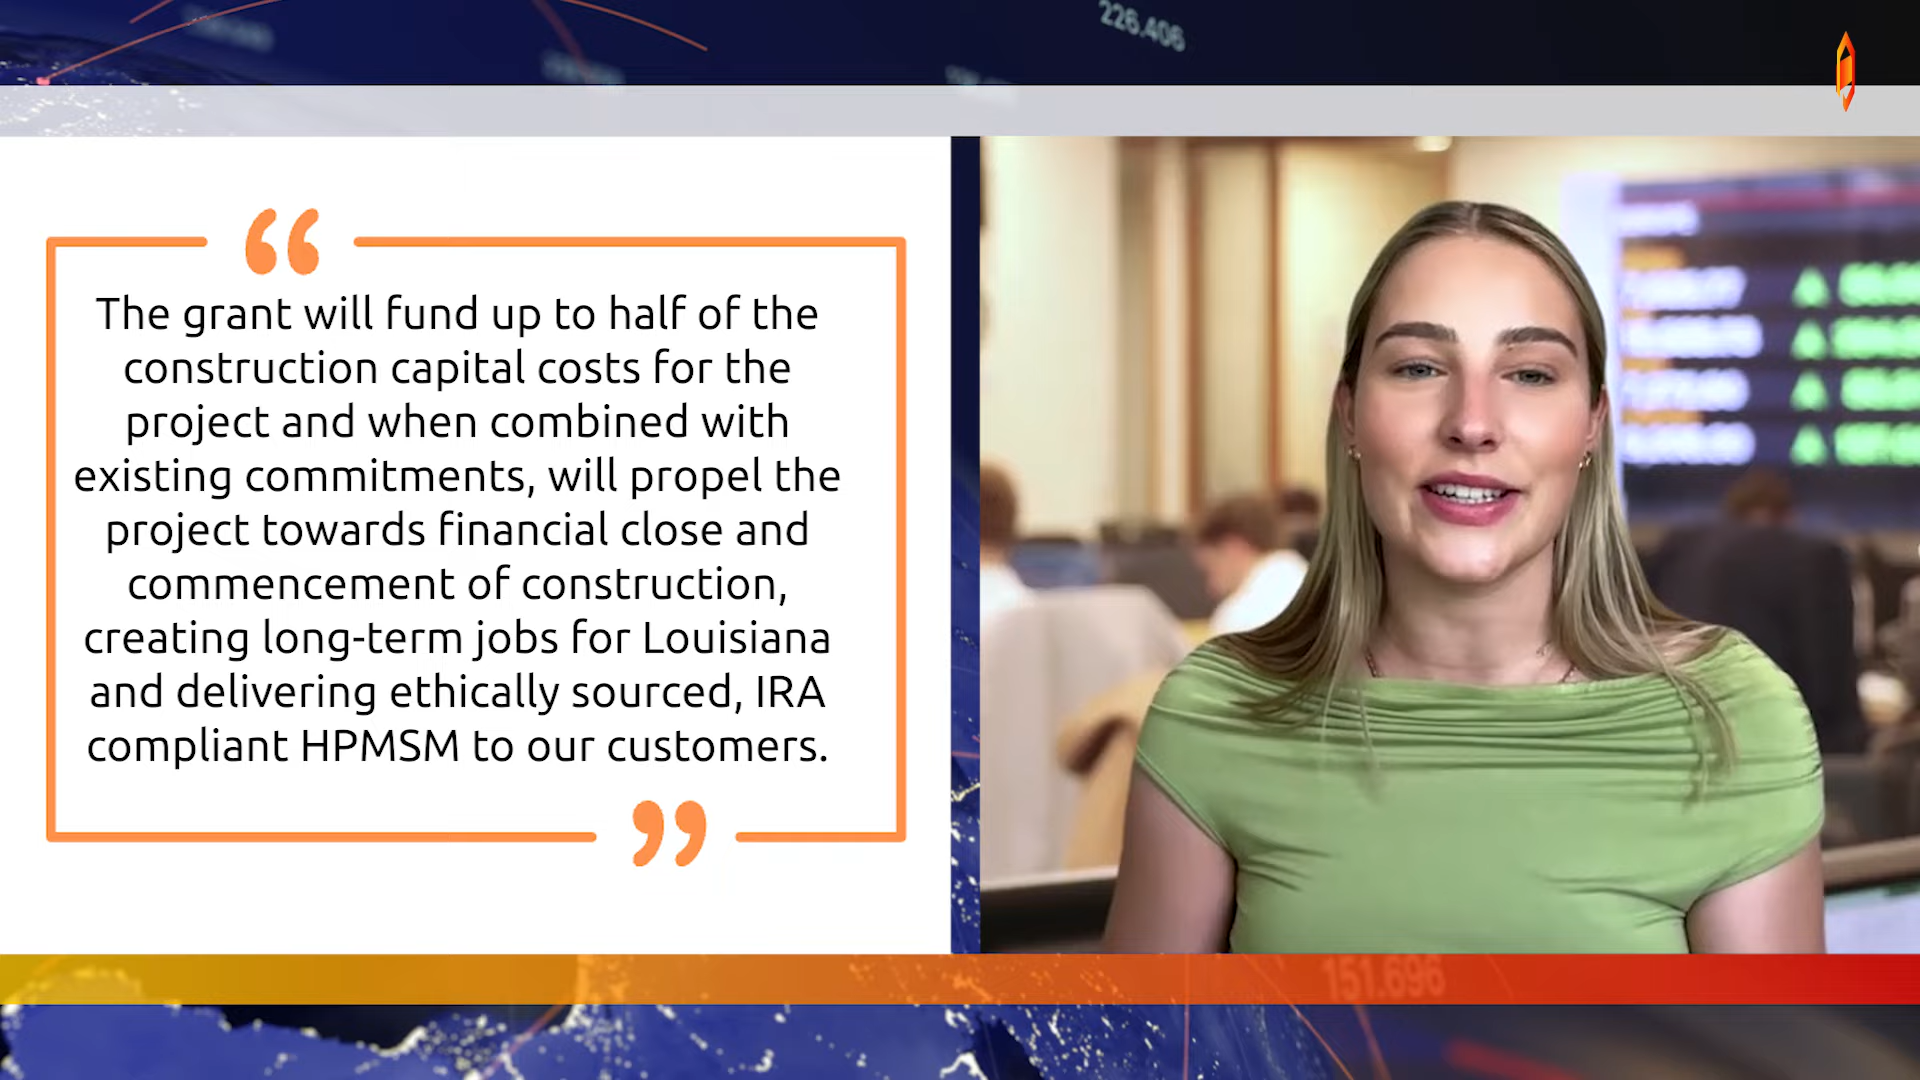 226.406
“
The grant will fund up to half of the
construction capital costs for the
project and when combined with
existing commitments, will propel the
project towards financial close and
commencement of construction,
creating long-term jobs for Louisiana
and delivering ethically sourced, IRA
compliant HPMSM to our customers.
”
151.696